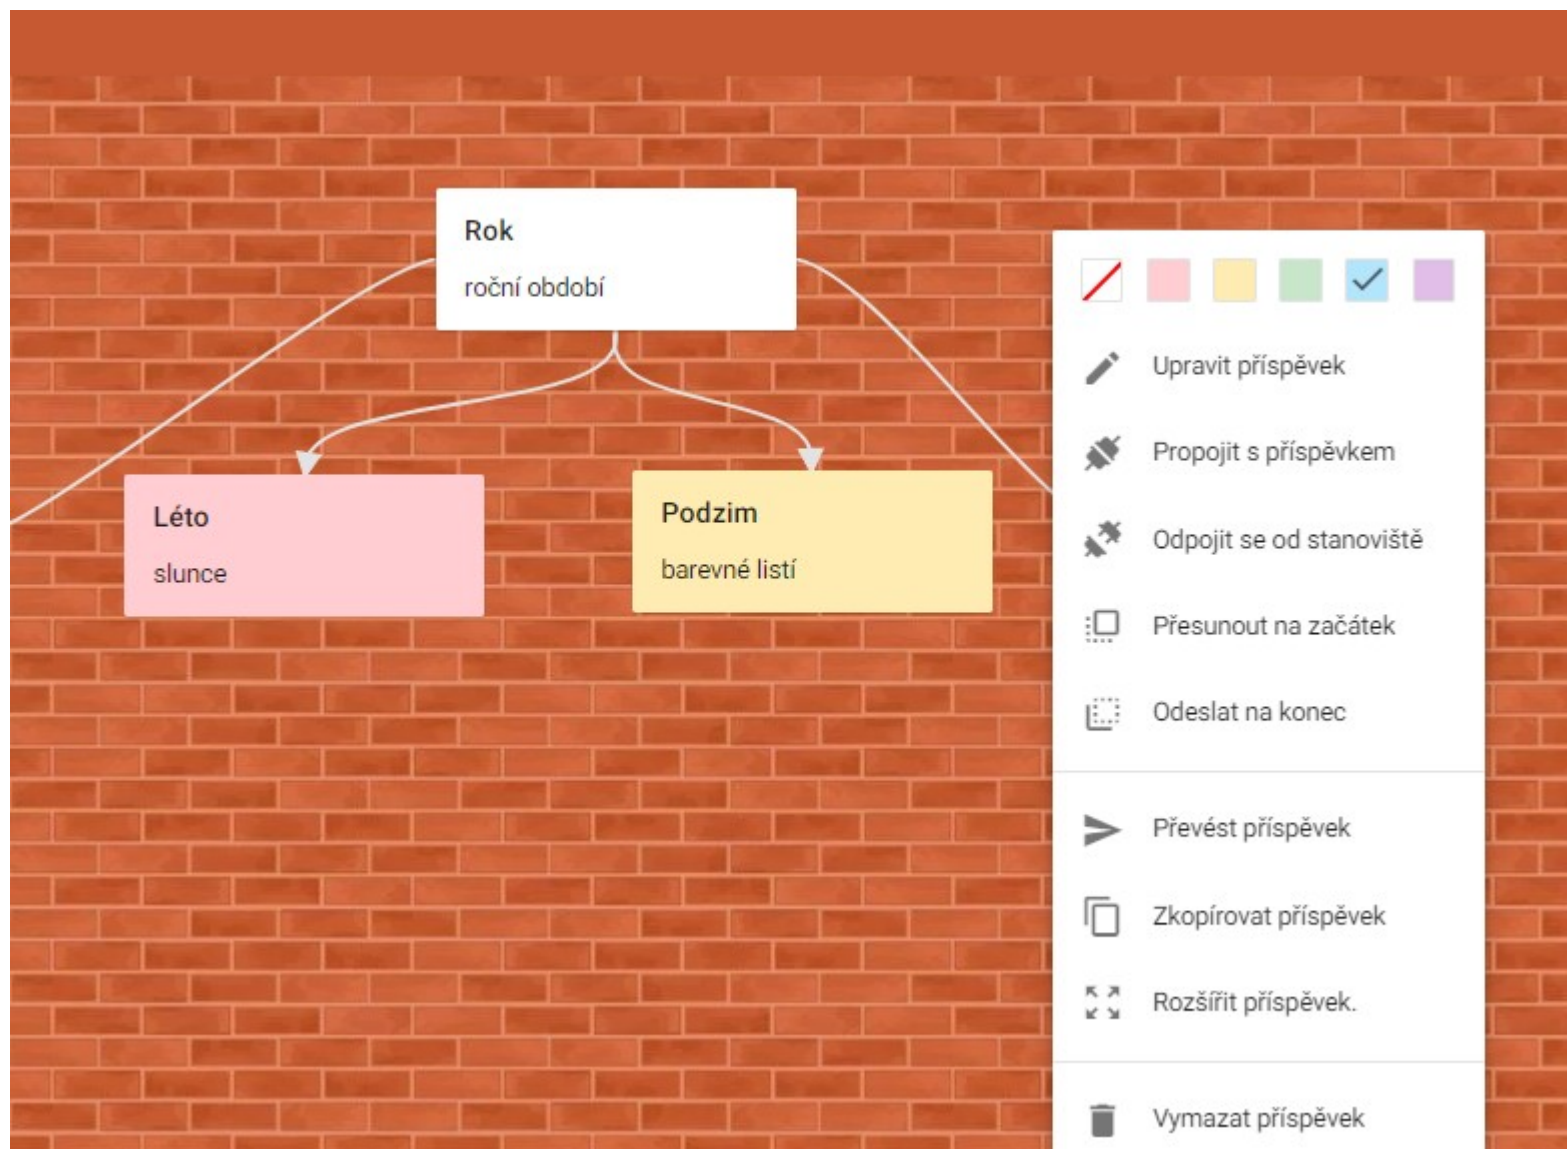 Rok
roční období
Léto
slunce
Podzim
barevné listí
Upravit příspěvek
Propojit s příspěvkem
Odpojit se od stanoviště
Přesunout na začátek
Odeslat na konec
Převést příspěvek
Zkopírovat příspěvek
Rozšířit příspěvek.
Vymazat příspěvek